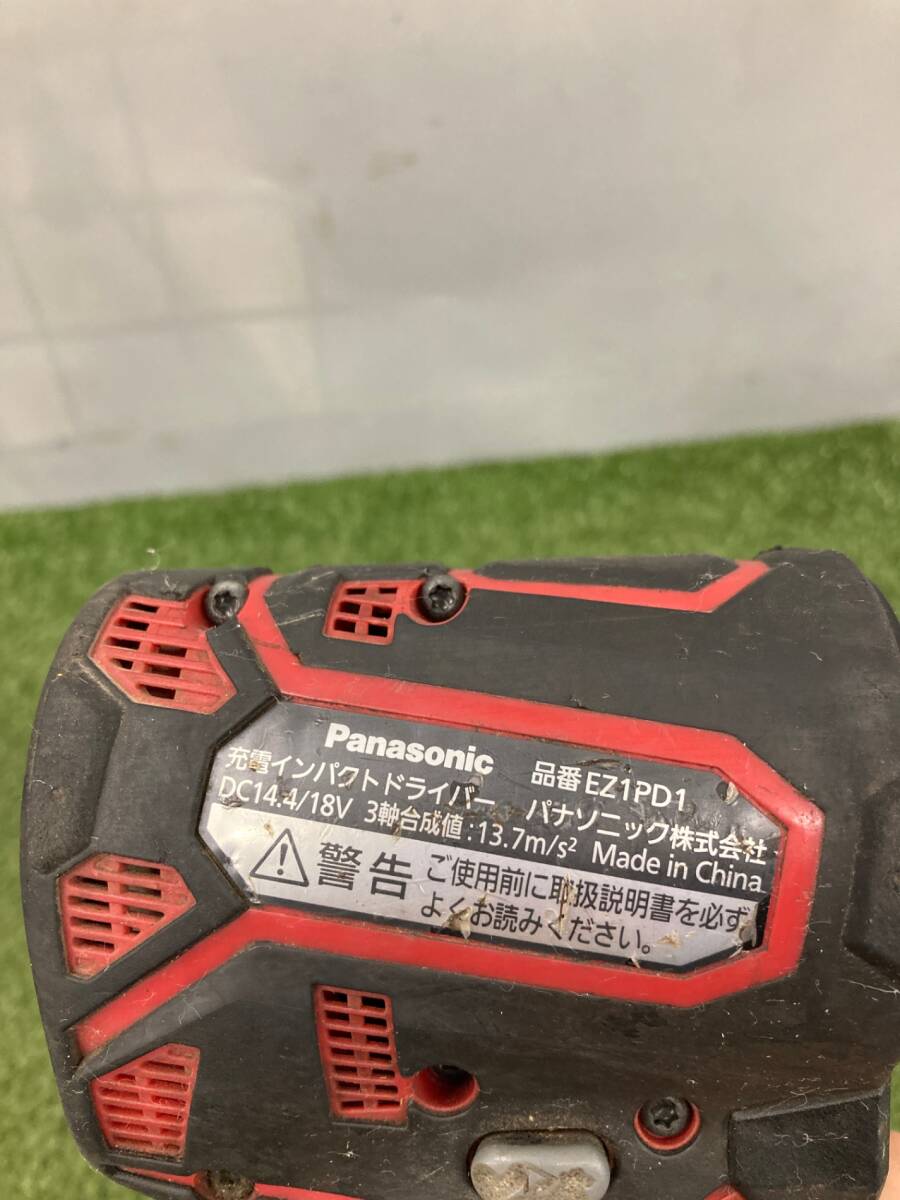 Panasonic
充電インパクトドライバー 品番 EZ1PD1
DC14.4/18V 3軸合成値:13.7m/s² パナソニック株式会社
Made in China
警告 ご使用前に取扱説明書を必ず
よくお読みください。